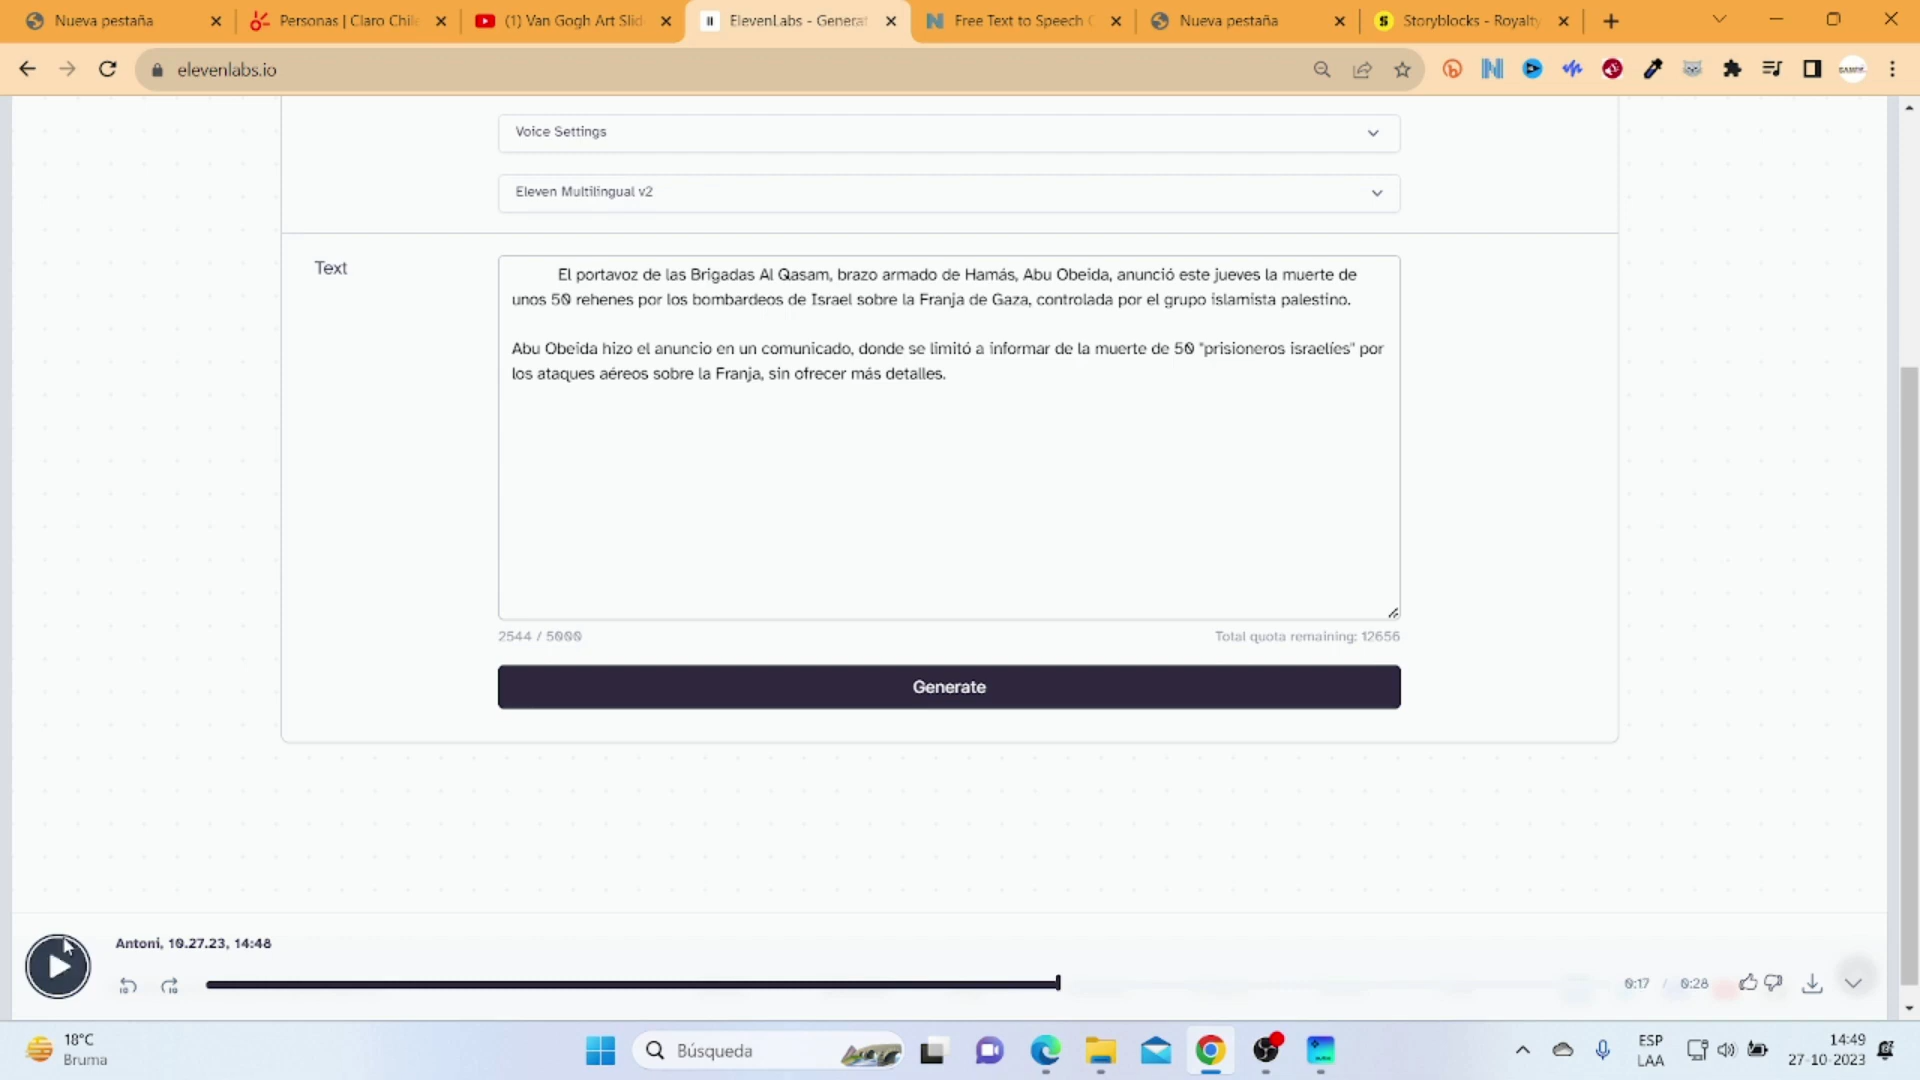 Nueva pestaña
Personas | Claro Chile
(1) Van Gogh Art Slid
ElevenLabs - Generat
Free Text to Speech
Nueva pestaña
Storyblocks - Royalty
elevenlabs.io
Voice Settings
Eleven Multilingual v2
Text
El portavoz de las Brigadas Al Qasam, brazo armado de Hamás, Abu Obeida, anunció este jueves la muerte de
unos 50 rehenes por los bombardeos de Israel sobre la Franja de Gaza, controlada por el grupo islamista palestino.
Abu Obeida hizo el anuncio en un comunicado, donde se limitó a informar de la muerte de 50 "prisioneros israelíes" por
los ataques aéreos sobre la Franja, sin ofrecer más detalles.
2544 / 5000
Total quota remaining: 12656
Generate
Antoni, 10.27.23, 14:48
10
10
0:17 / 0:28
18°C
Bruma
Búsqueda
ESP
LAA
14:49
27-10-2023